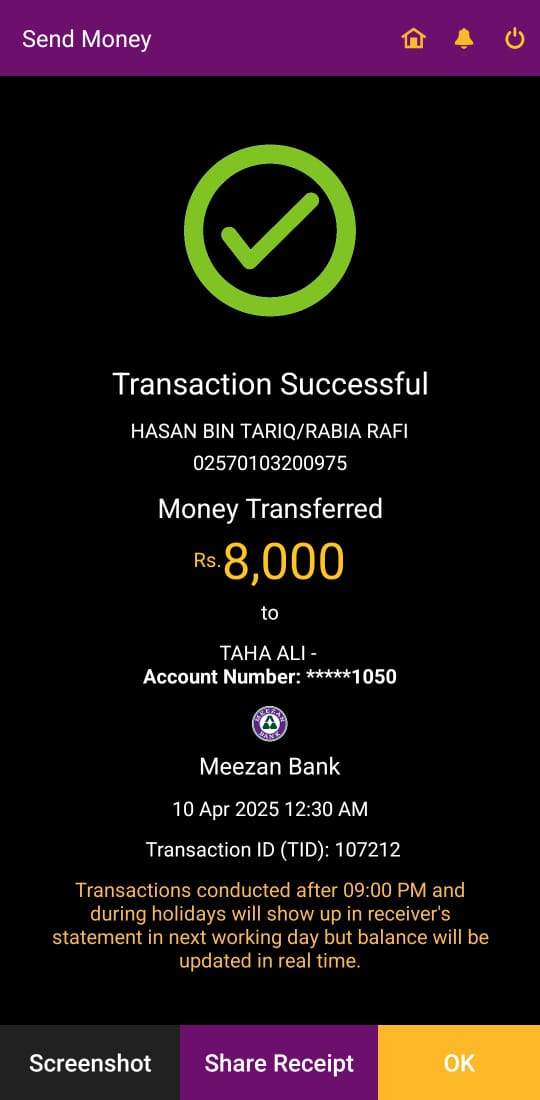 Send Money
Transaction Successful
HASAN BIN TARIQ/RABIA RAFI
02570103200975
Money Transferred
Rs.8,000
to
TAHA ALI -
Account Number: *****1050
MEEZAN
BANK
Meezan Bank
10 Apr 2025 12:30 AM
Transaction ID (TID): 107212
Transactions conducted after 09:00 PM and
during holidays will show up in receiver's
statement in next working day but balance will be
updated in real time.
Screenshot
Share Receipt
OK